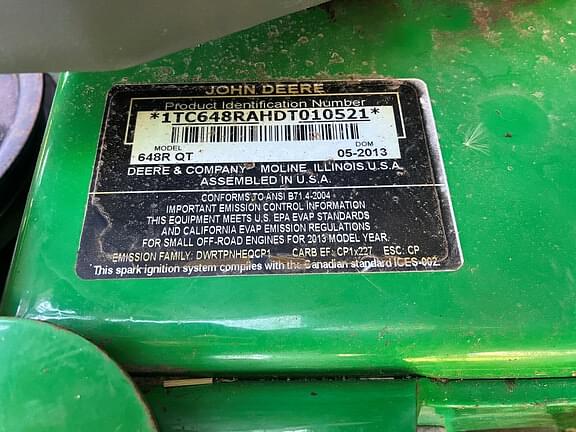 JOHN DEERE
Product Identification Number
*1TC648RAHDT010521*
MODEL DOM
648R QT 05-2013
DEERE & COMPANY MOLINE, ILLINOIS U.S.A.
ASSEMBLED IN U.S.A.
CONFORMS TO ANSI B71.4-2004
IMPORTANT EMISSION CONTROL INFORMATION
THIS EQUIPMENT MEETS U.S. EPA EVAP STANDARDS
AND CALIFORNIA EVAP EMISSION REGULATIONS
FOR SMALL OFF-ROAD ENGINES FOR 2013 MODEL YEAR.
EMISSION FAMILY: DWRTPNHEQCP1 CARB EF: CP1x227 ESC: CP
This spark ignition system complies with the Canadian standard ICES-002.